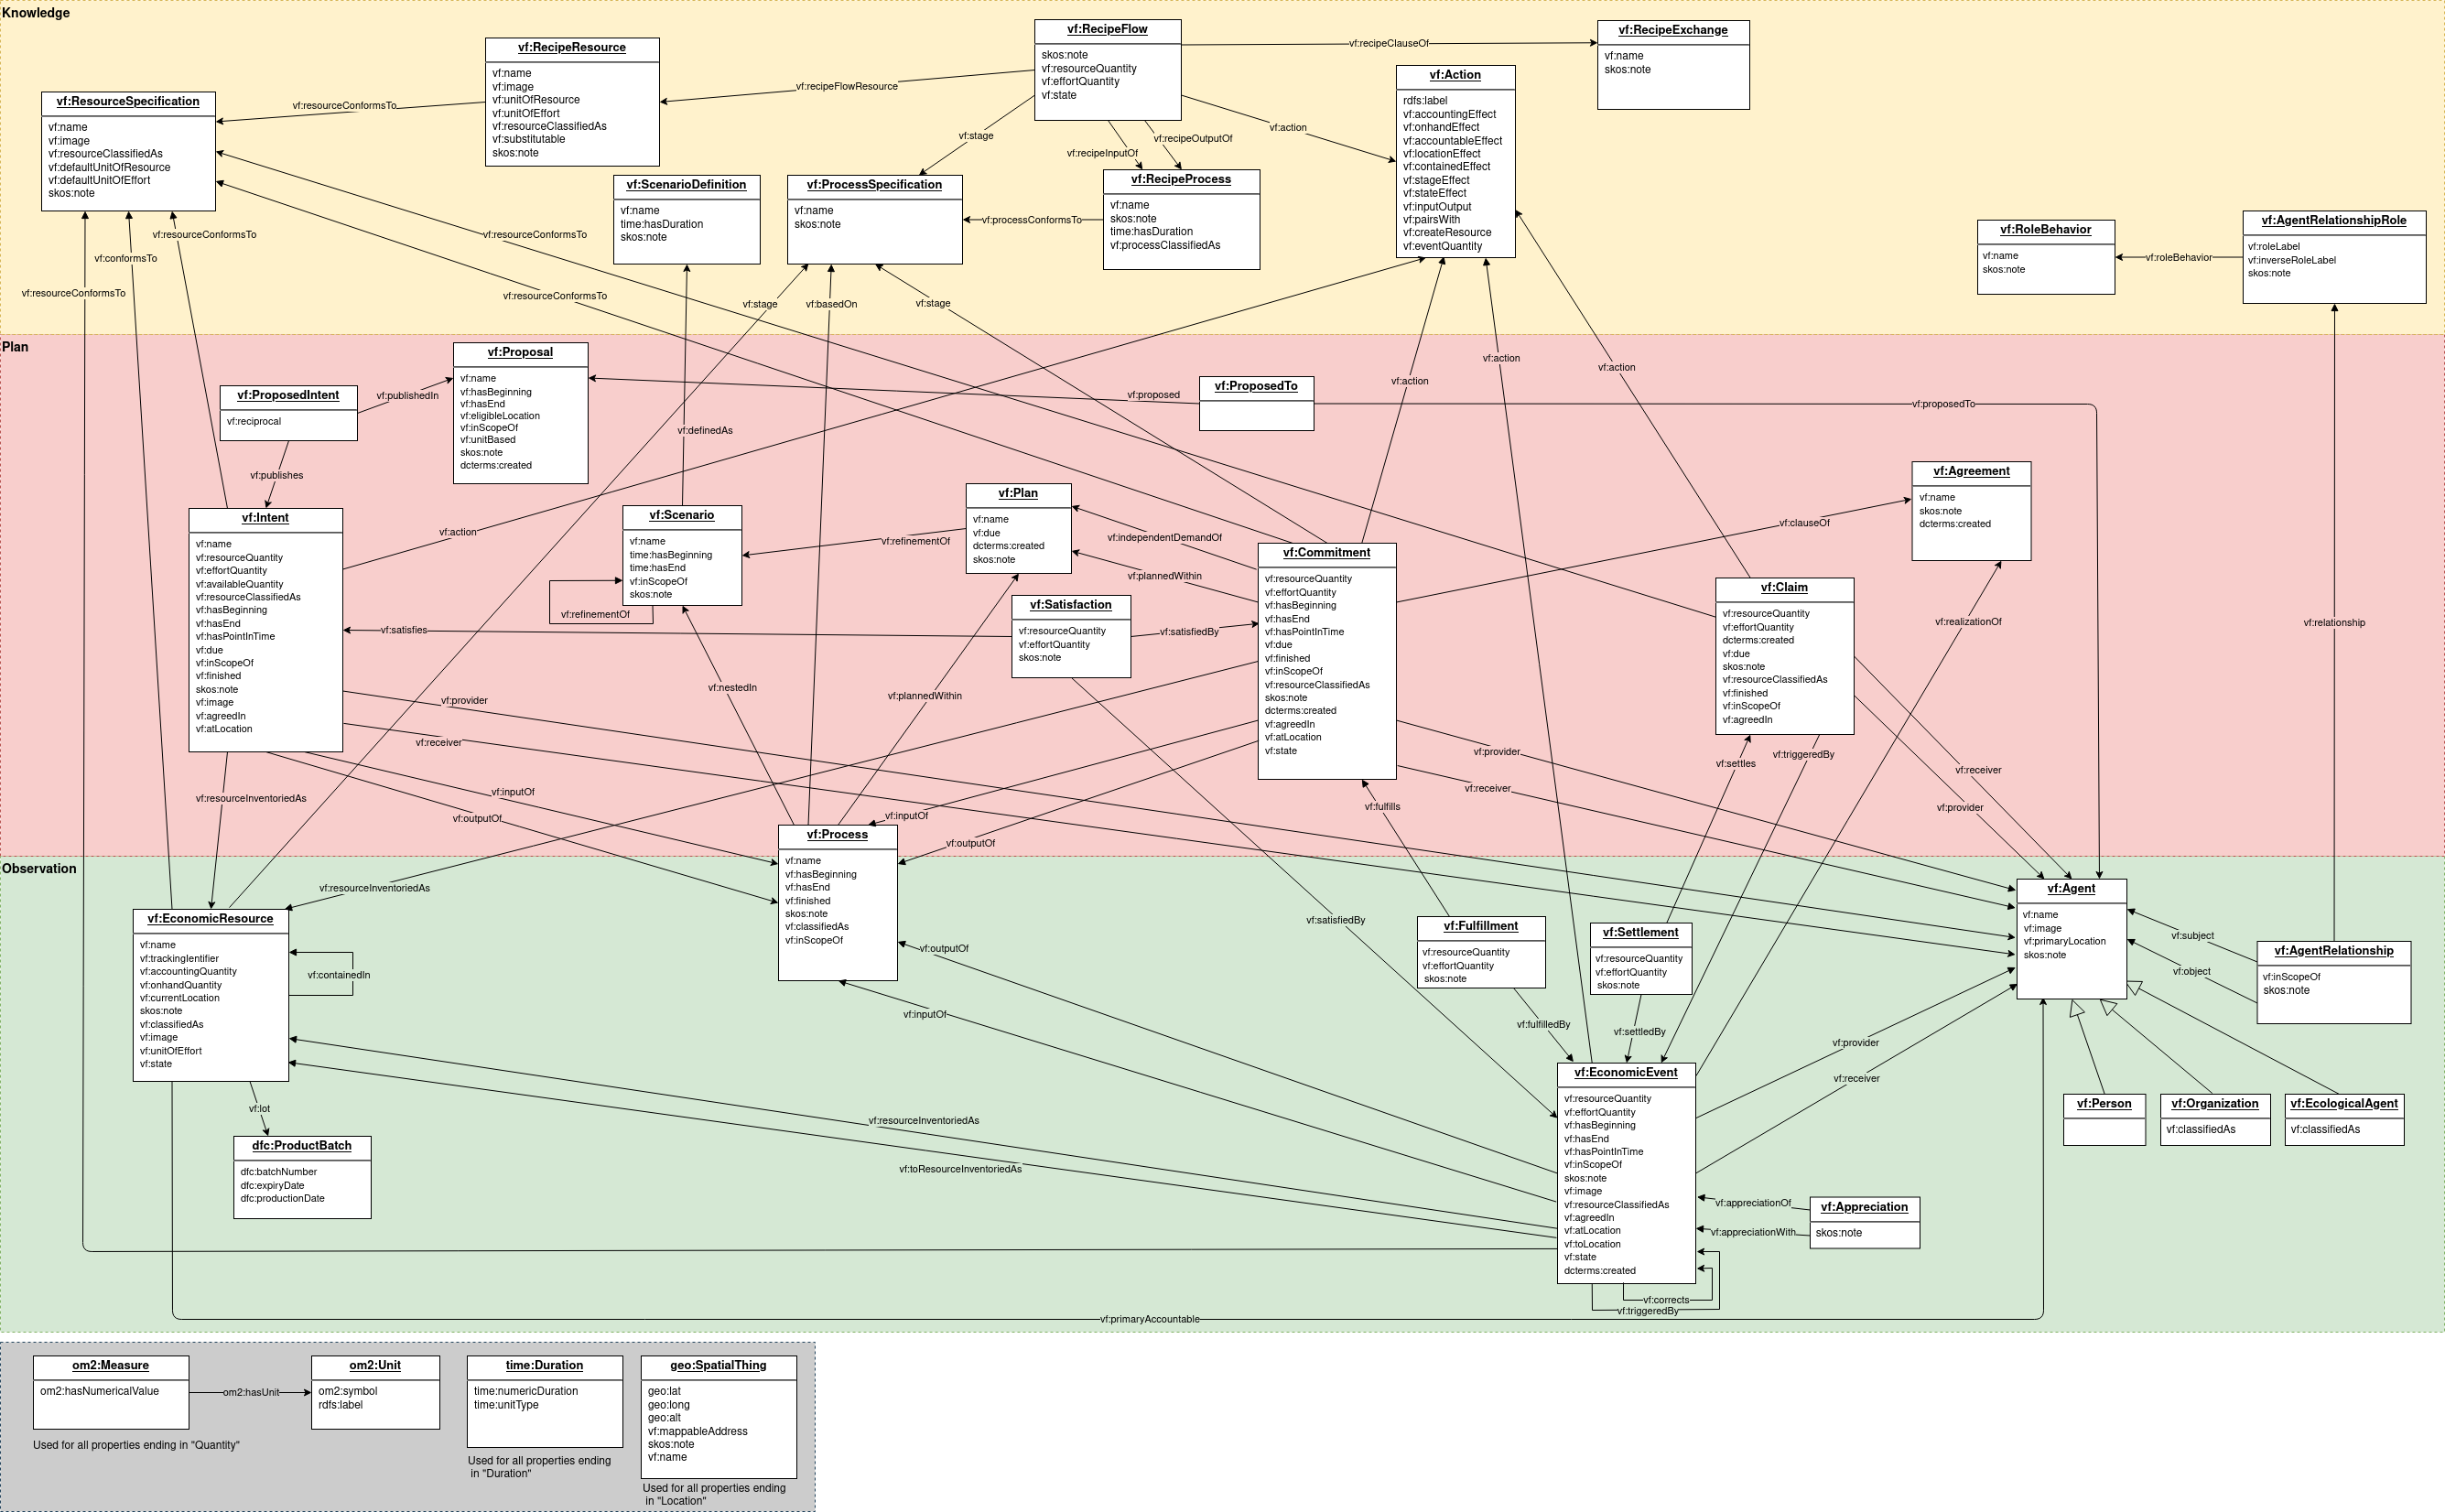 Knowledge
vf:RecipeFlow
skos:note
vf:resourceQuantity
vf:effortQuantity
vf:state
vf:recipeClauseOf
vf:RecipeExchange
vf:name
skos:note
vf:RecipeResource
vf:name
vf:image
vf:unitOfResource
vf:unitOfEffort
vf:resourceClassifiedAs
vf:substitutable
skos:note
vf:recipeFlowResource
vf:Action
rdfs:label
vf:accountingEffect
vf:onhandEffect
vf:accountableEffect
vf:locationEffect
vf:containedEffect
vf:stageEffect
vf:stateEffect
vf:inputOutput
vf:pairsWith
vf:createResource
vf:eventQuantity
vf:ResourceSpecification
vf:name
vf:image
vf:resourceClassifiedAs
vf:defaultUnitOfResource
vf:defaultUnitOfEffort
skos:note
vf:resourceConformsTo
vf:stage
vf:recipeInputOf
vf:recipeOutputOf
vf:action
vf:ScenarioDefinition
vf:name
time:hasDuration
skos:note
vf:ProcessSpecification
vf:name
skos:note
vf:processConformsTo
vf:RecipeProcess
vf:name
skos:note
time:hasDuration
vf:processClassifiedAs
vf:RoleBehavior
vf:name
skos:note
vf:roleBehavior
vf:AgentRelationshipRole
vf:roleLabel
vf:inverseRoleLabel
skos:note
vf:resourceConformsTo
vf:conformsTo
vf:resourceConformsTo
vf:resourceConformsTo
vf:resourceConformsTo
vf:stage
vf:basedOn
vf:stage
Plan
vf:Proposal
vf:name
vf:hasBeginning
vf:hasEnd
vf:eligibleLocation
vf:inScopeOf
vf:unitBased
skos:note
dcterms:created
vf:ProposedIntent
vf:reciprocal
vf:publishedIn
vf:publishes
vf:definedAs
vf:proposed
vf:ProposedTo
vf:proposedTo
vf:action
vf:action
vf:action
vf:action
vf:Intent
vf:name
vf:resourceQuantity
vf:effortQuantity
vf:availableQuantity
vf:resourceClassifiedAs
vf:hasBeginning
vf:hasEnd
vf:hasPointInTime
vf:due
vf:inScopeOf
vf:finished
skos:note
vf:image
vf:agreedIn
vf:atLocation
vf:Scenario
vf:name
time:hasBeginning
time:hasEnd
vf:inScopeOf
skos:note
vf:refinementOf
vf:refinementOf
vf:Plan
vf:name
vf:due
dcterms:created
skos:note
vf:independentDemandOf
vf:plannedWithin
vf:Commitment
vf:resourceQuantity
vf:effortQuantity
vf:hasBeginning
vf:hasEnd
vf:hasPointInTime
vf:due
vf:finished
vf:inScopeOf
vf:resourceClassifiedAs
skos:note
dcterms:created
vf:agreedIn
vf:atLocation
vf:state
vf:clauseOf
vf:Agreement
vf:name
skos:note
dcterms:created
vf:Claim
vf:resourceQuantity
vf:effortQuantity
dcterms:created
vf:due
skos:note
vf:resourceClassifiedAs
vf:finished
vf:inScopeOf
vf:agreedIn
vf:Satisfaction
vf:resourceQuantity
vf:effortQuantity
skos:note
vf:satisfies
vf:satisfiedBy
vf:realizationOf
vf:relationship
vf:nestedIn
vf:plannedWithin
vf:provider
vf:receiver
vf:provider
vf:receiver
vf:settles
vf:triggeredBy
vf:receiver
vf:provider
vf:resourceInventoriedAs
vf:inputOf
vf:outputOf
vf:inputOf
vf:outputOf
vf:fulfills
vf:Process
vf:name
vf:hasBeginning
vf:hasEnd
vf:finished
skos:note
vf:classifiedAs
vf:inScopeOf
Observation
vf:resourceInventoriedAs
vf:EconomicResource
vf:name
vf:trackingIdentifier
vf:accountingQuantity
vf:onhandQuantity
vf:currentLocation
skos:note
vf:classifiedAs
vf:image
vf:unitOfEffort
vf:state
vf:containedIn
vf:outputOf
vf:inputOf
vf:satisfiedBy
vf:Fulfillment
vf:resourceQuantity
vf:effortQuantity
skos:note
vf:Settlement
vf:resourceQuantity
vf:effortQuantity
skos:note
vf:fulfilledBy
vf:settledBy
vf:Agent
vf:name
vf:image
vf:primaryLocation
skos:note
vf:subject
vf:object
vf:AgentRelationship
vf:inScopeOf
skos:note
vf:provider
vf:receiver
vf:Person
vf:Organization
vf:classifiedAs
vf:EcologicalAgent
vf:classifiedAs
vf:EconomicEvent
vf:resourceQuantity
vf:effortQuantity
vf:hasBeginning
vf:hasEnd
vf:hasPointInTime
vf:inScopeOf
skos:note
vf:image
vf:resourceClassifiedAs
vf:agreedIn
vf:atLocation
vf:toLocation
vf:state
dcterms:created
vf:lot
dfc:ProductBatch
dfc:batchNumber
dfc:expiryDate
dfc:productionDate
vf:resourceInventoriedAs
vf:toResourceInventoriedAs
vf:appreciationOf
vf:appreciationWith
vf:Appreciation
skos:note
vf:corrects
vf:triggeredBy
vf:primaryAccountable
om2:Measure
om2:hasNumericalValue
om2:hasUnit
om2:Unit
om2:symbol
rdfs:label
Used for all properties ending in "Quantity"
time:Duration
time:numericDuration
time:unitType
Used for all properties ending
in "Duration"
geo:SpatialThing
geo:lat
geo:long
geo:alt
vf:mappableAddress
skos:note
vf:name
Used for all properties ending
in "Location"